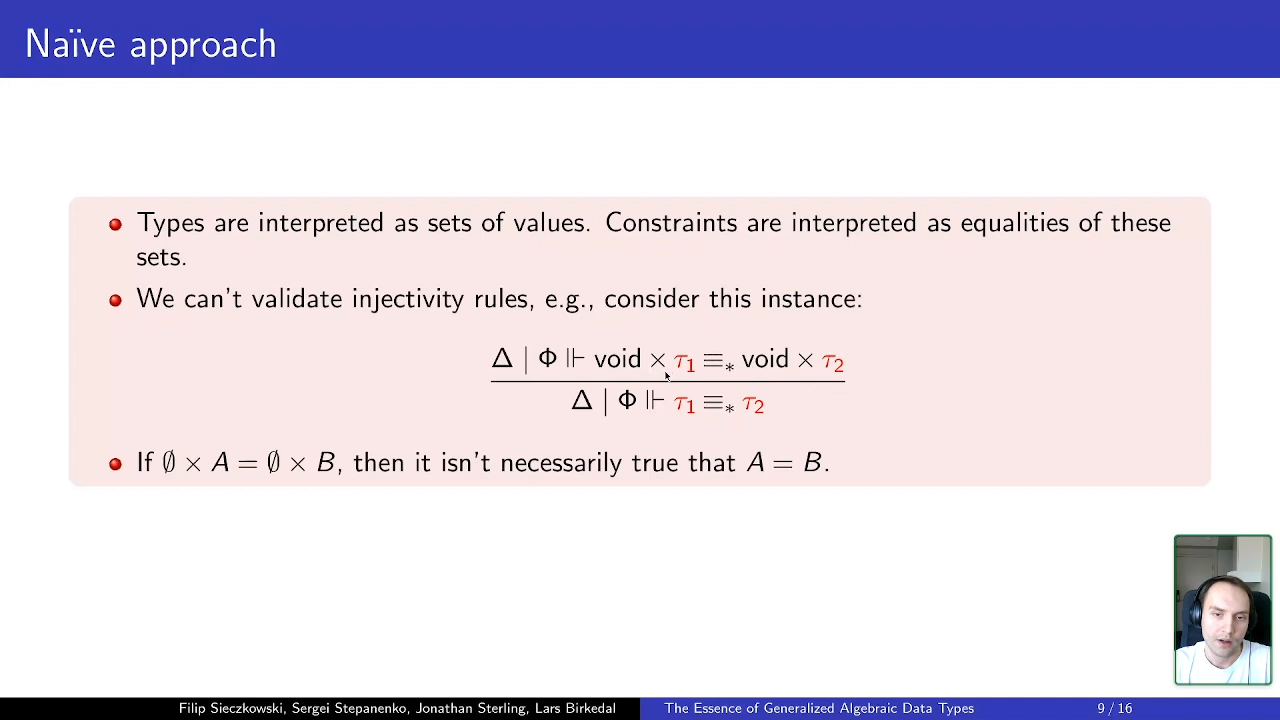 Naïve approach
Types are interpreted as sets of values. Constraints are interpreted as equalities of these
sets.
We can't validate injectivity rules, e.g., consider this instance:
Δ | Φ ⊩ void × τ₁ ≡∗ void × τ₂
Δ | Φ ⊩ τ₁ ≡∗ τ₂
If ∅ × A = ∅ × B, then it isn't necessarily true that A = B.
Filip Sieczkowski, Sergei Stepanenko, Jonathan Sterling, Lars Birkedal
The Essence of Generalized Algebraic Data Types
9 / 16